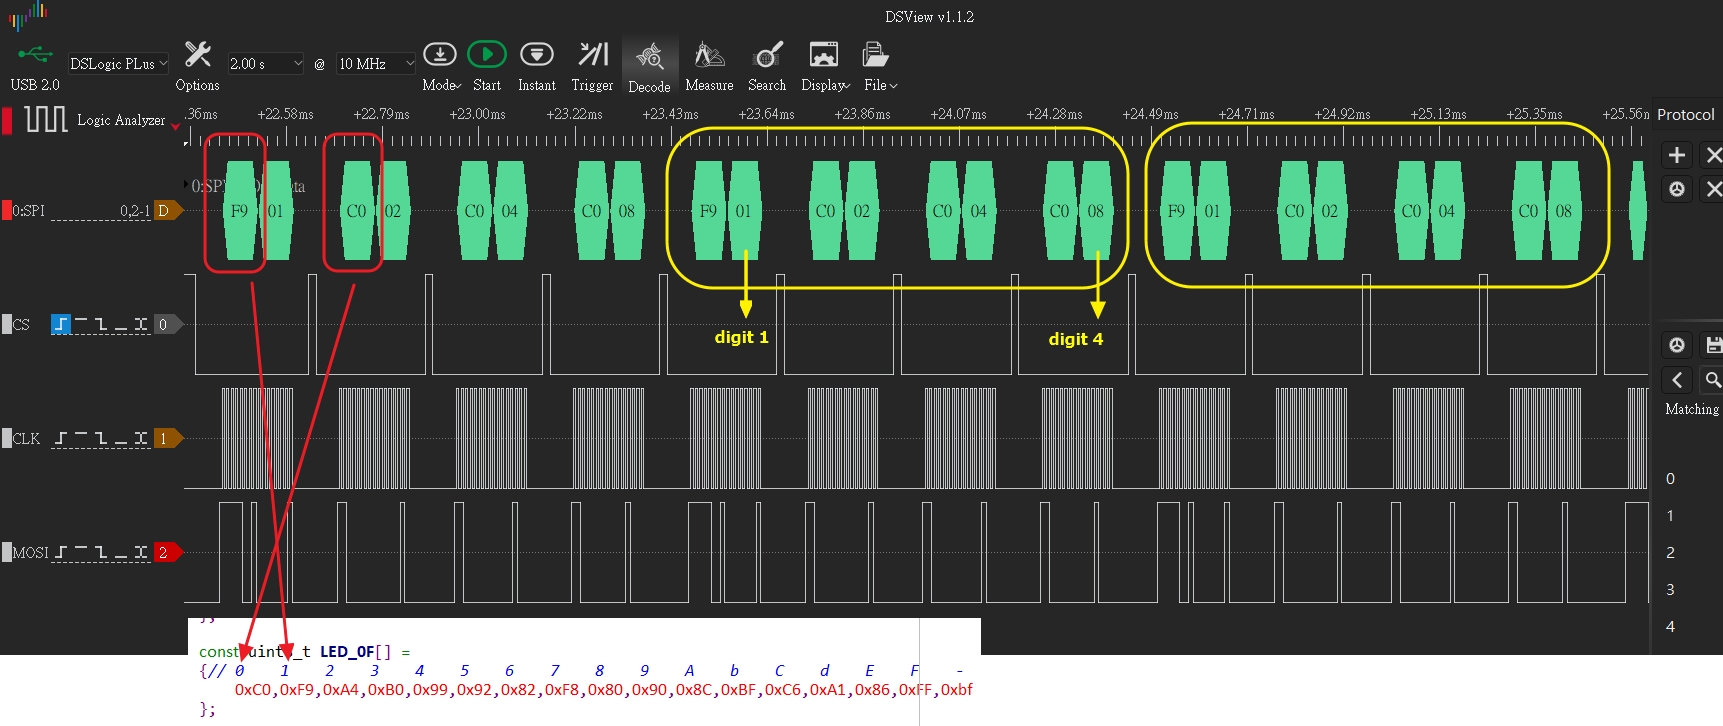 DSView v1.1.2
USB 2.0
DSLogic PLus
Options
2.00 s
@
10 MHz
Mode
Start
Instant
Trigger
Decode
Measure
Search
Display
File
Logic Analyzer
.36ms +22.58ms +22.79ms +23.00ms +23.22ms +23.43ms +23.64ms +23.86ms +24.07ms +24.28ms +24.49ms +24.71ms +24.92ms +25.13ms +25.35ms +25.56m
Protocol
0:SPI 0,2-1 D
F9 01 C0 02 C0 04 C0 08 F9 01 C0 02 C0 04 C0 08 F9 01 C0 02 C0 04 C0 08
CS 0
digit 1
digit 4
CLK 1
Matching
MOSI 2
0
1
2
3
4
};
const uint8_t LED_0F[] =
{// 0 1 2 3 4 5 6 7 8 9 A b C d E F -
0xC0,0xF9,0xA4,0xB0,0x99,0x92,0x82,0xF8,0x80,0x90,0x8C,0xBF,0xC6,0xA1,0x86,0xFF,0xbf
};